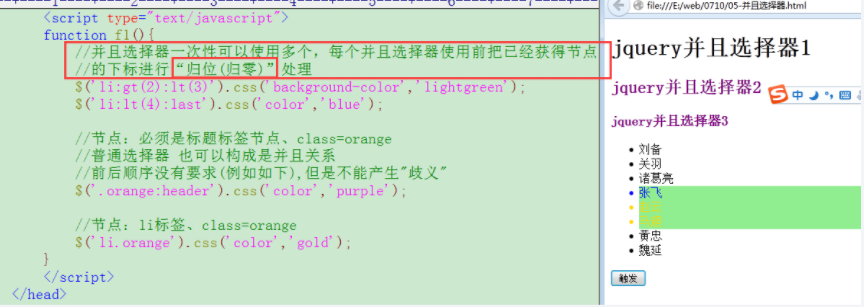 <script type="text/javascript">
function f1(){
//并且选择器一次性可以使用多个，每个并且选择器使用前把已经获得节点
//的下标进行“归位(归零)”处理
$('li:gt(2):lt(3)').css('background-color','lightgreen');
$('li:lt(4):last').css('color','blue');
//节点：必须是标题标签节点、class=orange
//普通选择器 也可以构成是并且关系
//前后顺序没有要求(例如如下),但是不能产生"歧义"
$('.orange:header').css('color','purple');
//节点：li标签、class=orange
$('li.orange').css('color','gold');
}
</script>
</head>
file:///E:/web/0710/05-并且选择器.html
jquery并且选择器1
jquery并且选择器2
中
jquery并且选择器3
刘备
关羽
诸葛亮
张飞
黄忠
魏延
触发